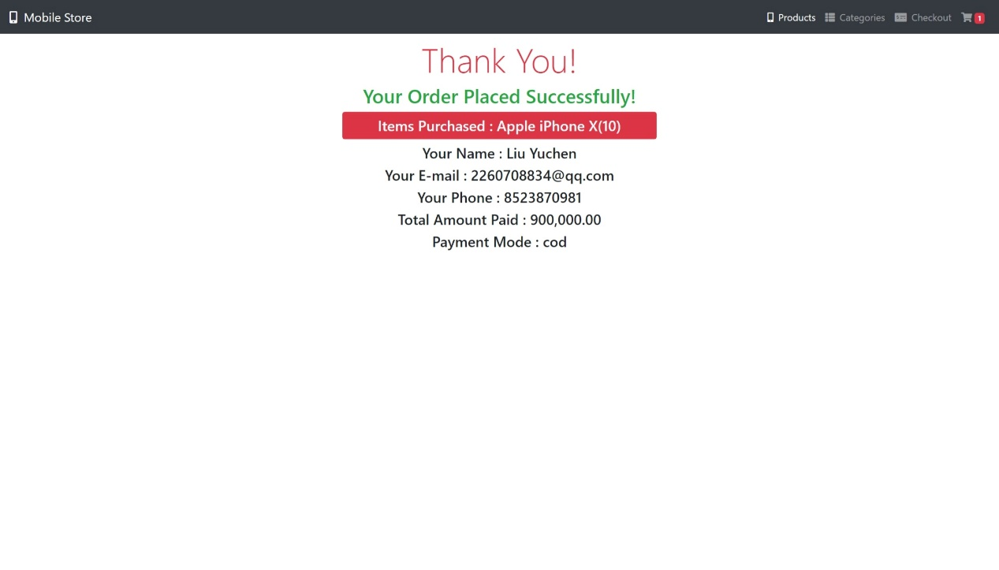 Mobile Store
Products Categories Checkout 1
Thank You!
Your Order Placed Successfully!
Items Purchased : Apple iPhone X(10)
Your Name : Liu Yuchen
Your E-mail : 2260708834@qq.com
Your Phone : 8523870981
Total Amount Paid : 900,000.00
Payment Mode : cod